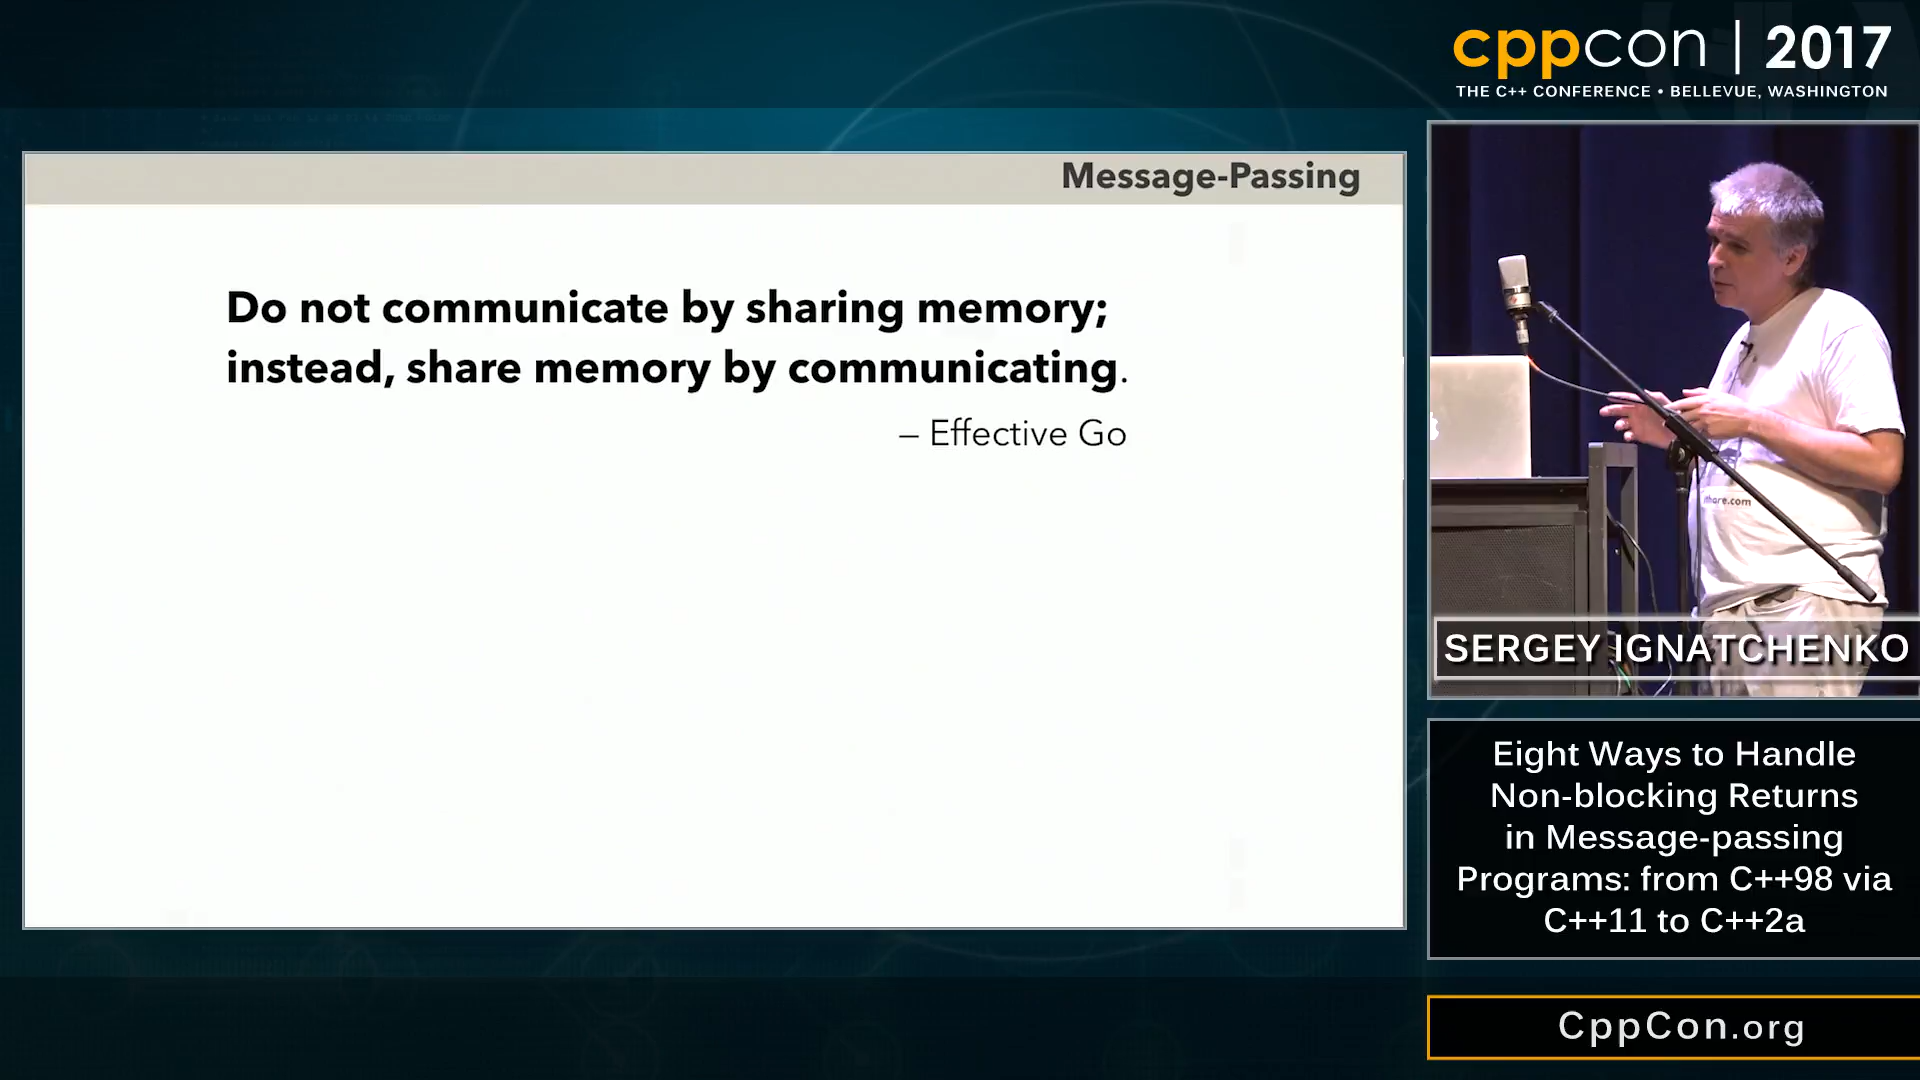 cppcon | 2017
THE C++ CONFERENCE • BELLEVUE, WASHINGTON
Message-Passing
Do not communicate by sharing memory;
instead, share memory by communicating.
– Effective Go
SERGEY IGNATCHENKO
Eight Ways to Handle
Non-blocking Returns
in Message-passing
Programs: from C++98 via
C++11 to C++2a
CppCon.org